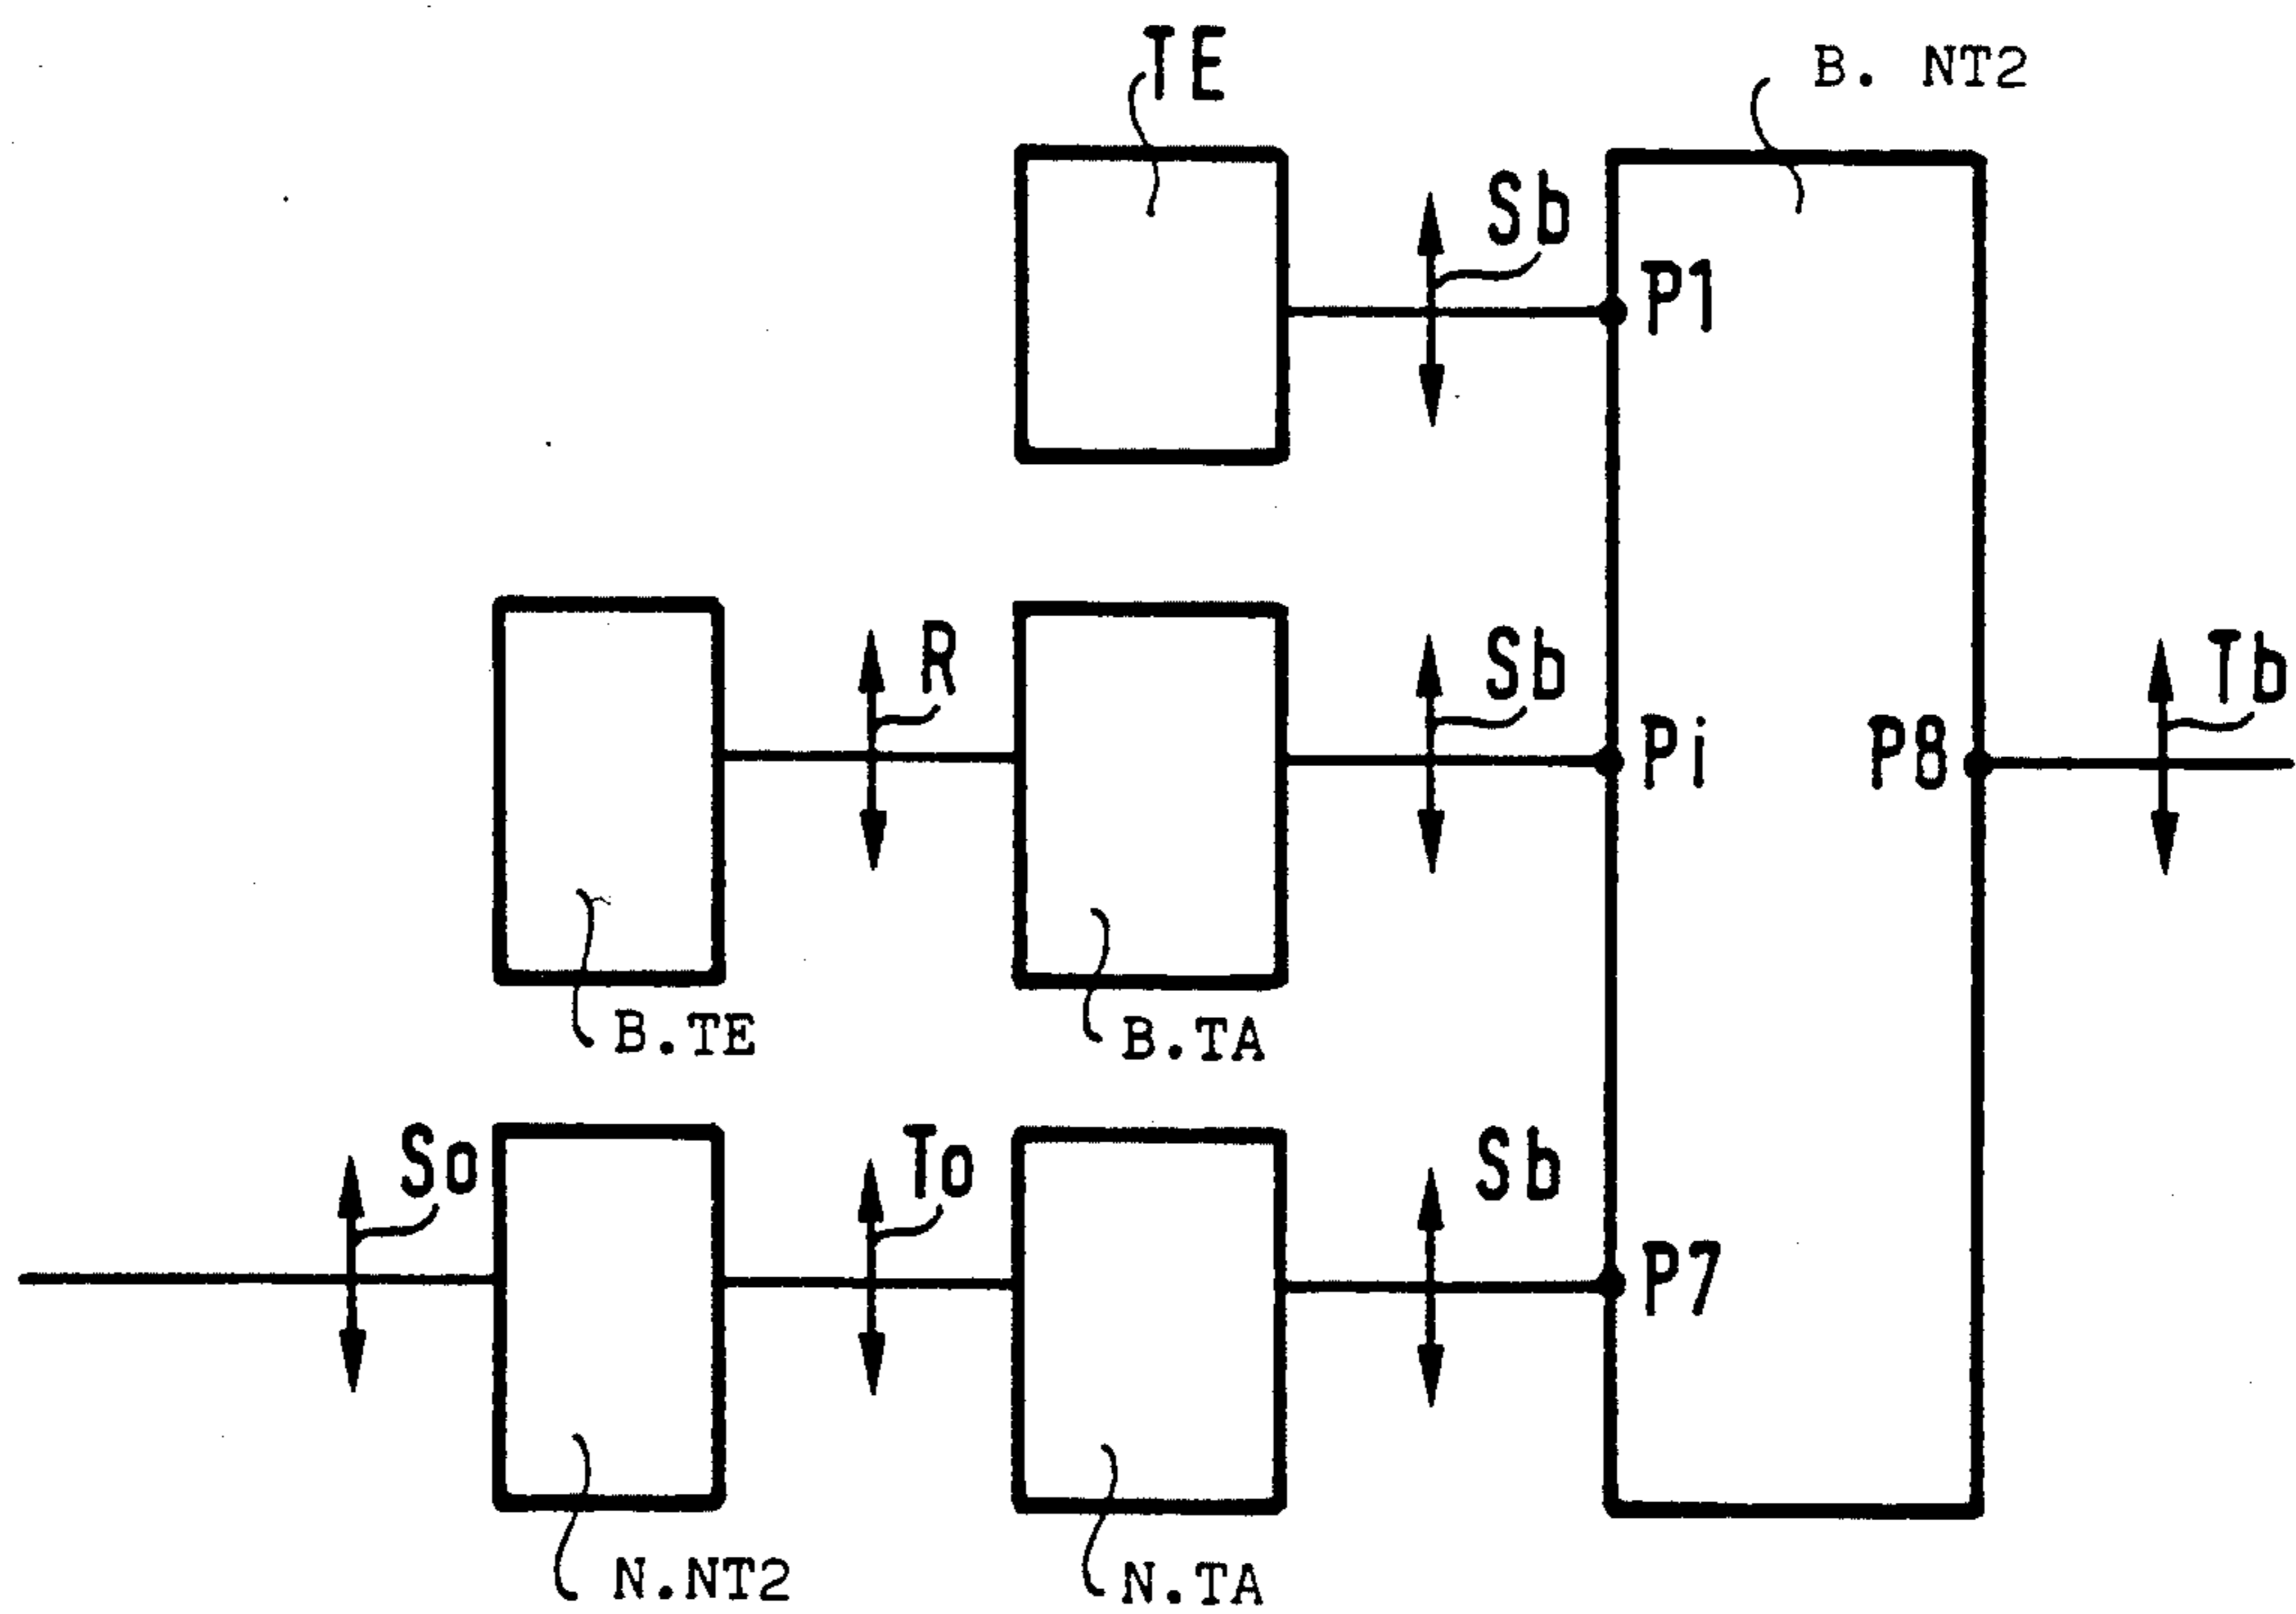 TE
B. NT2
Sb
P1
R
Sb
Tb
Pi
P8
B.TE
B.TA
So
To
Sb
P7
N.NT2
N.TA